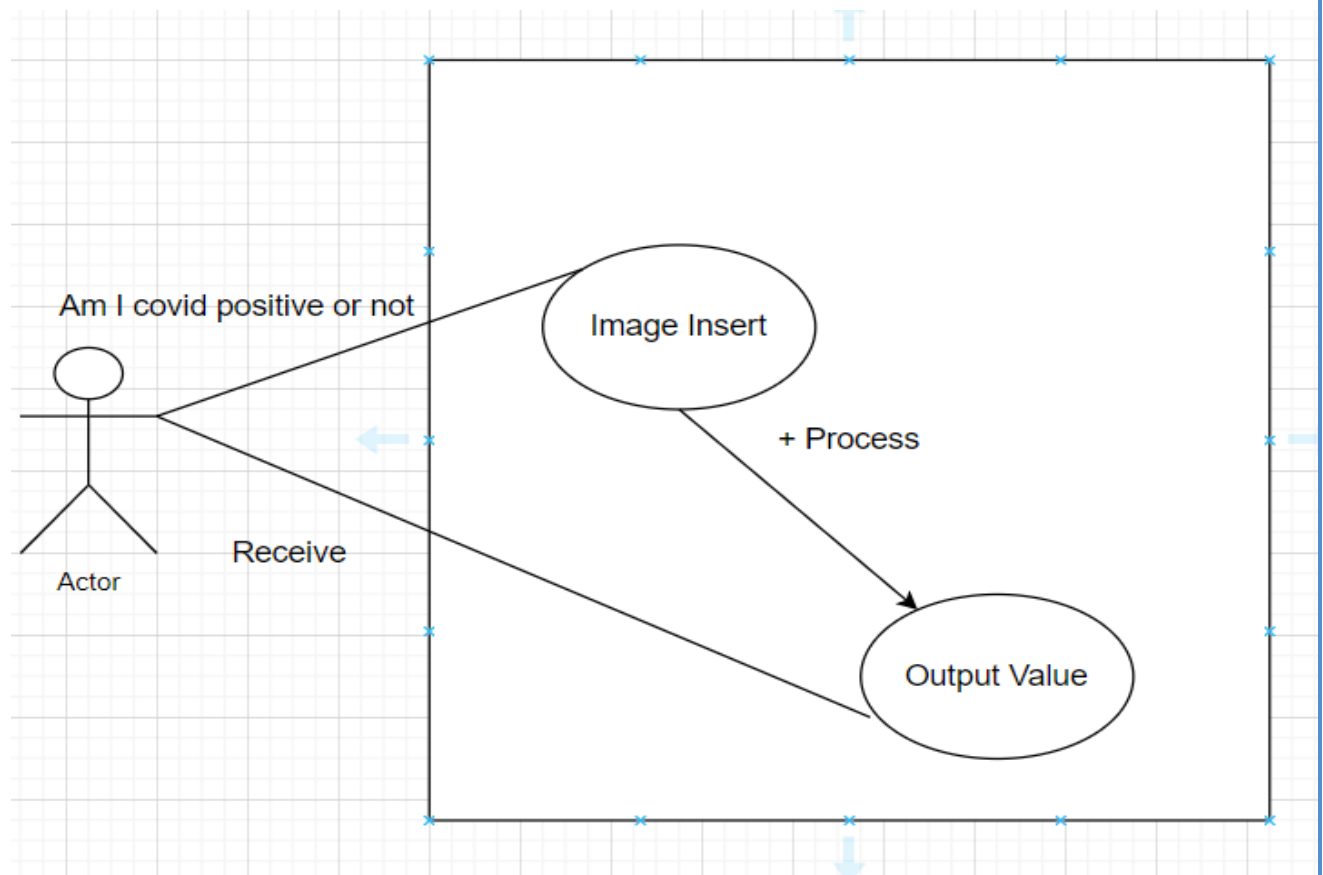 Am I covid positive or not
Image Insert
+ Process
Receive
Actor
Output Value